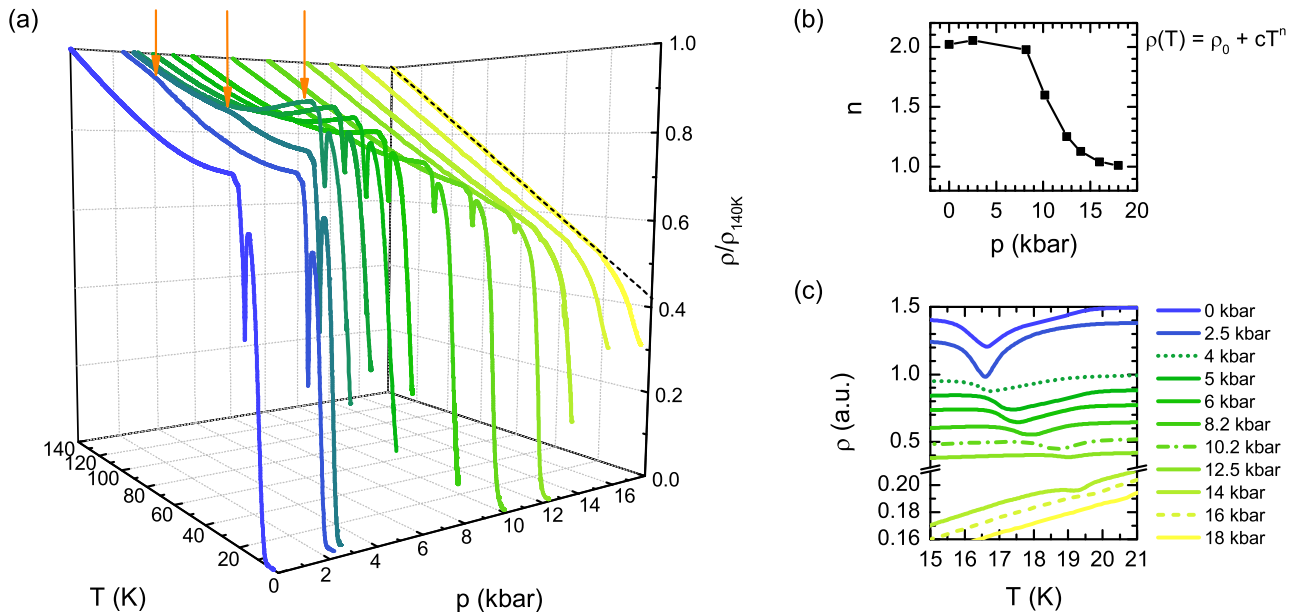 (a)
1.0
0.8
0.6
0.4
0.2
0.0
ρ/ρ140K
140
120
100
80
60
40
20
0
T (K)
2
4
6
8
10
12
14
16
p (kbar)
(b)
2.0
1.5
1.0
n
0 5 10 15 20
p (kbar)
ρ(T) = ρ0 + cTⁿ
(c)
1.5
1.0
0.5
0.20
0.18
0.16
ρ (a.u.)
15 16 17 18 19 20 21
T (K)
0 kbar
2.5 kbar
4 kbar
5 kbar
6 kbar
8.2 kbar
10.2 kbar
12.5 kbar
14 kbar
16 kbar
18 kbar